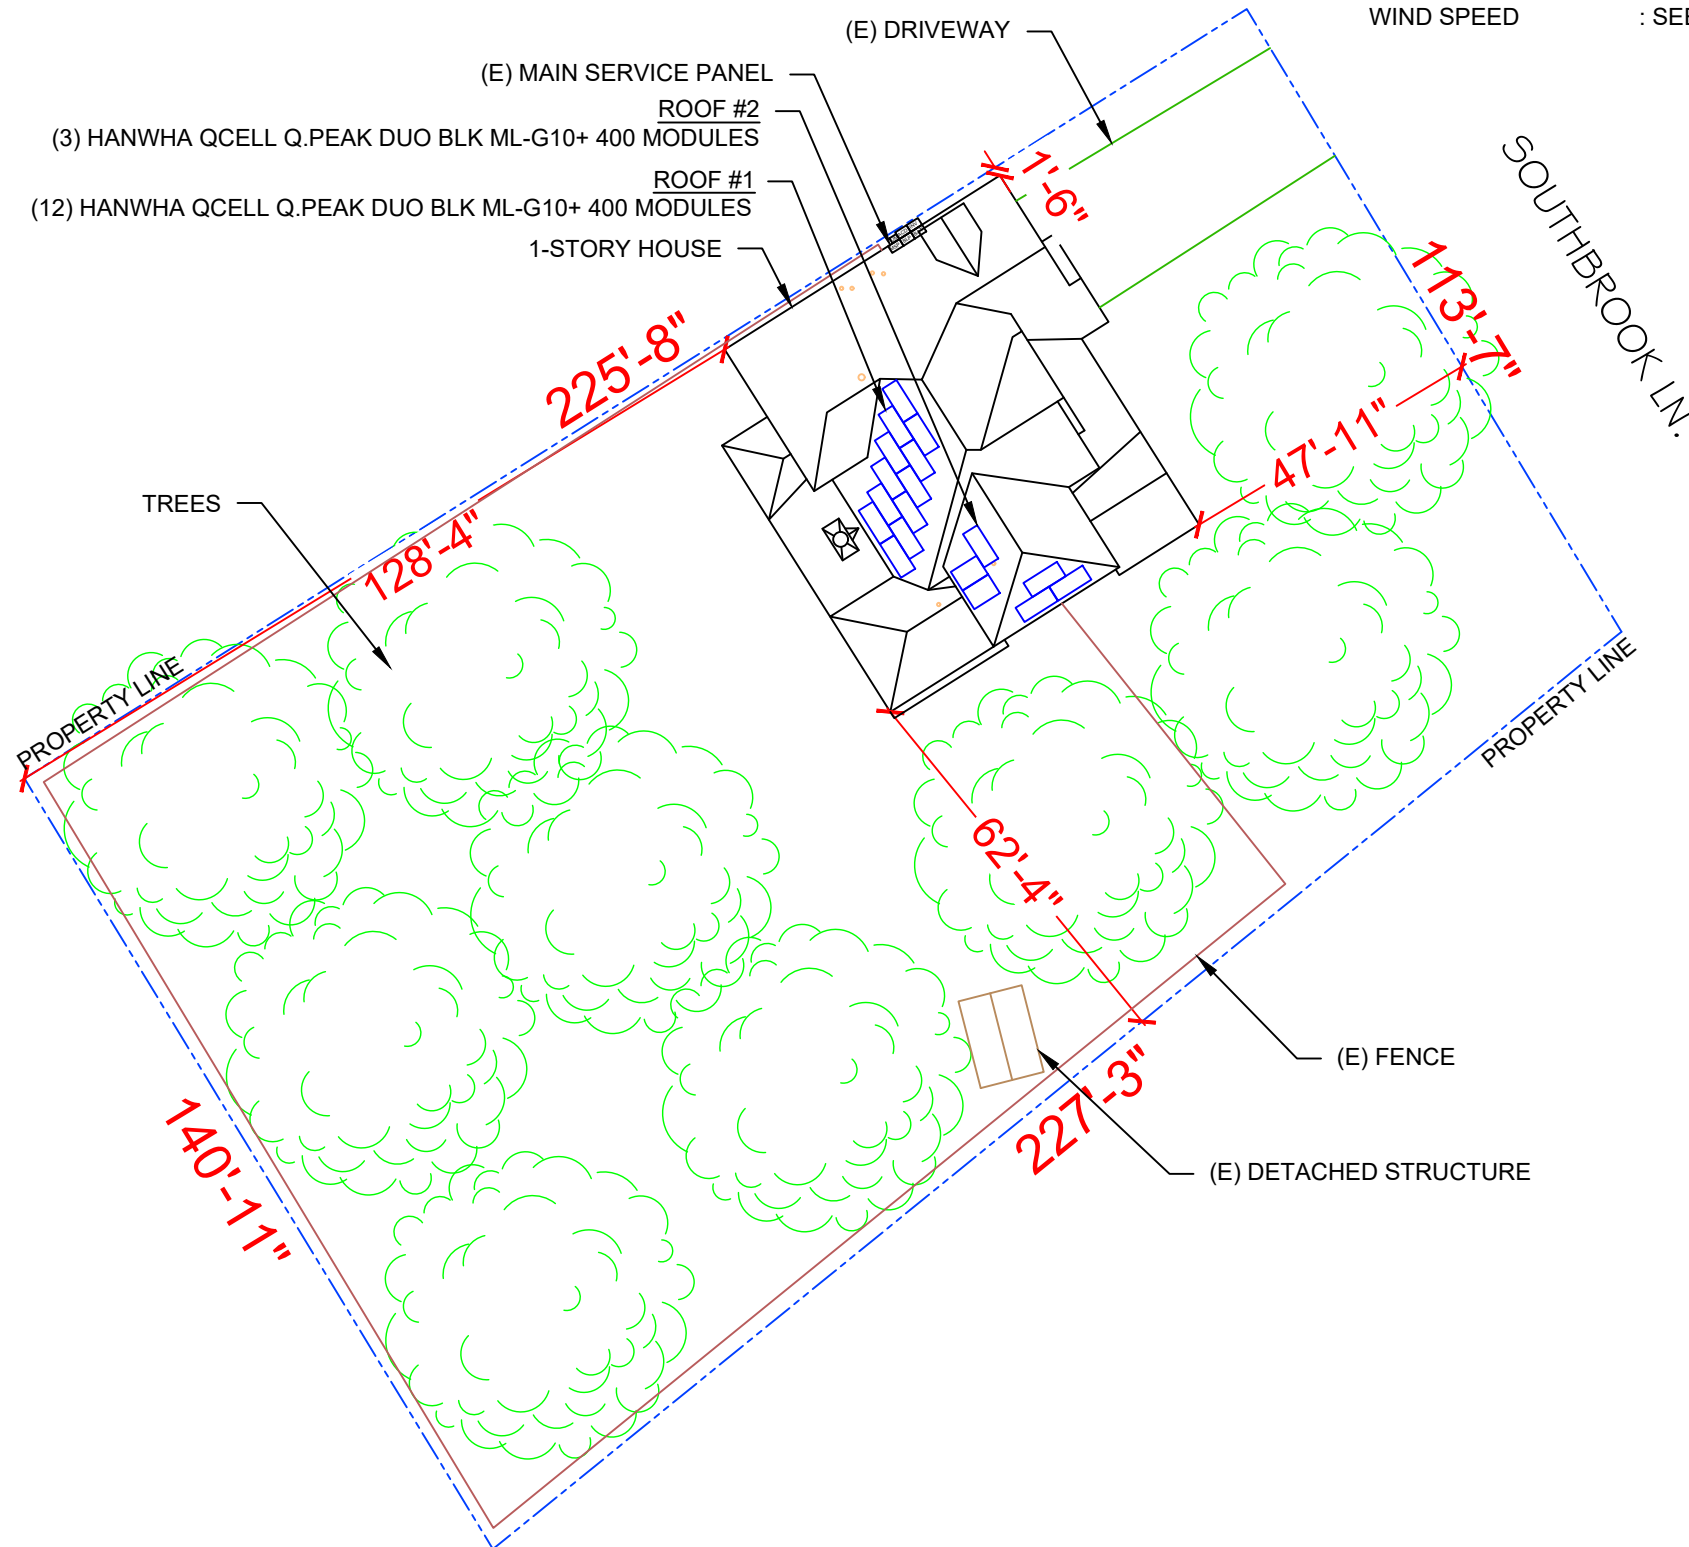 WIND SPEED : SEE
(E) DRIVEWAY
(E) MAIN SERVICE PANEL
ROOF #2
(3) HANWHA QCELL Q.PEAK DUO BLK ML-G10+ 400 MODULES
ROOF #1
(12) HANWHA QCELL Q.PEAK DUO BLK ML-G10+ 400 MODULES
1-STORY HOUSE
1'-6"
SOUTHBROOK LN.
113'-7"
225'-8"
47'-11"
TREES
128'-4"
PROPERTY LINE
PROPERTY LINE
62'-4"
(E) FENCE
227'-3"
140'-11"
(E) DETACHED STRUCTURE